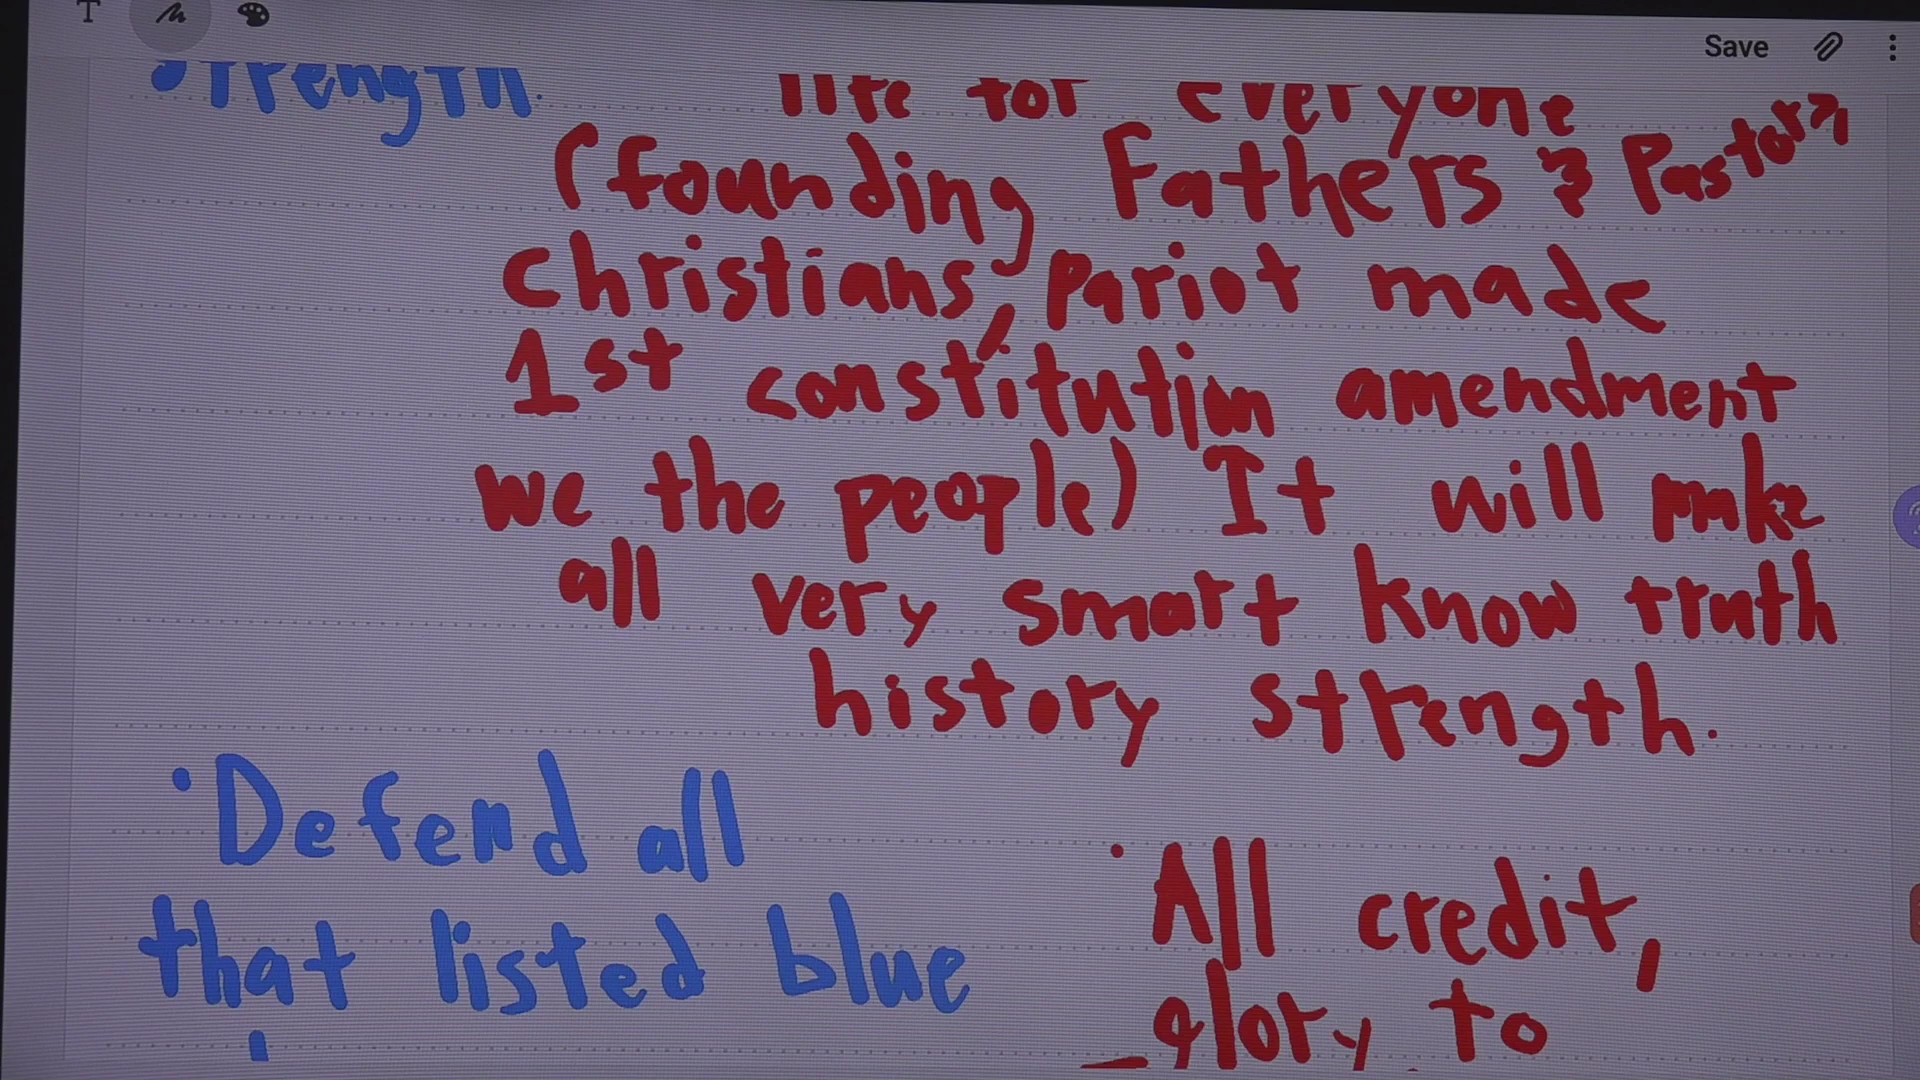 T
Save
strength.
life for everyone
(founding Fathers & Pastors,
Christians, pariot made
1st constitution amendment
we the people) It will make
all very smart know truth
history strength.
• Defend all
that listed blue
• All credit,
glory to